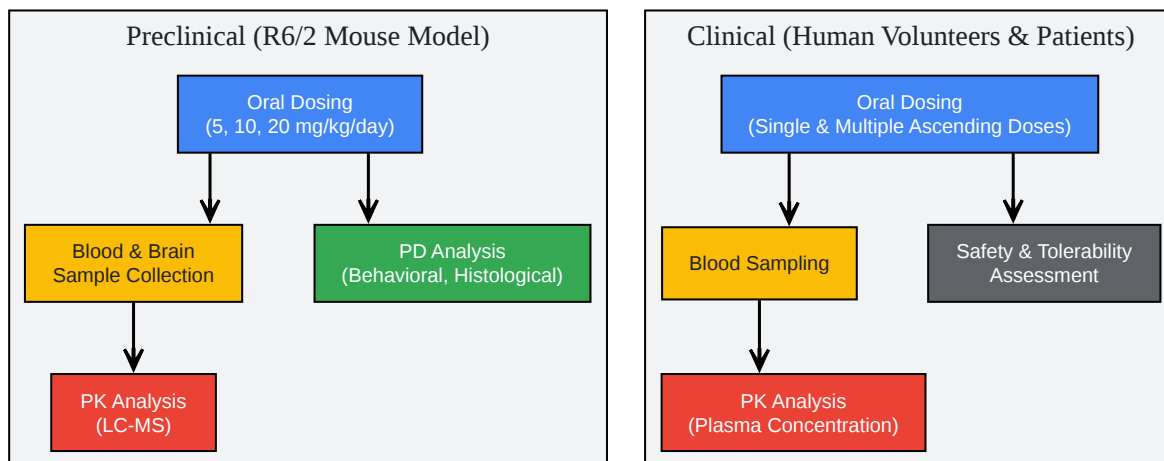 Preclinical (R6/2 Mouse Model)
Oral Dosing
(5, 10, 20 mg/kg/day)
Blood & Brain
Sample Collection
PD Analysis
(Behavioral, Histological)
PK Analysis
(LC-MS)
Clinical (Human Volunteers & Patients)
Oral Dosing
(Single & Multiple Ascending Doses)
Blood Sampling
Safety & Tolerability
Assessment
PK Analysis
(Plasma Concentration)